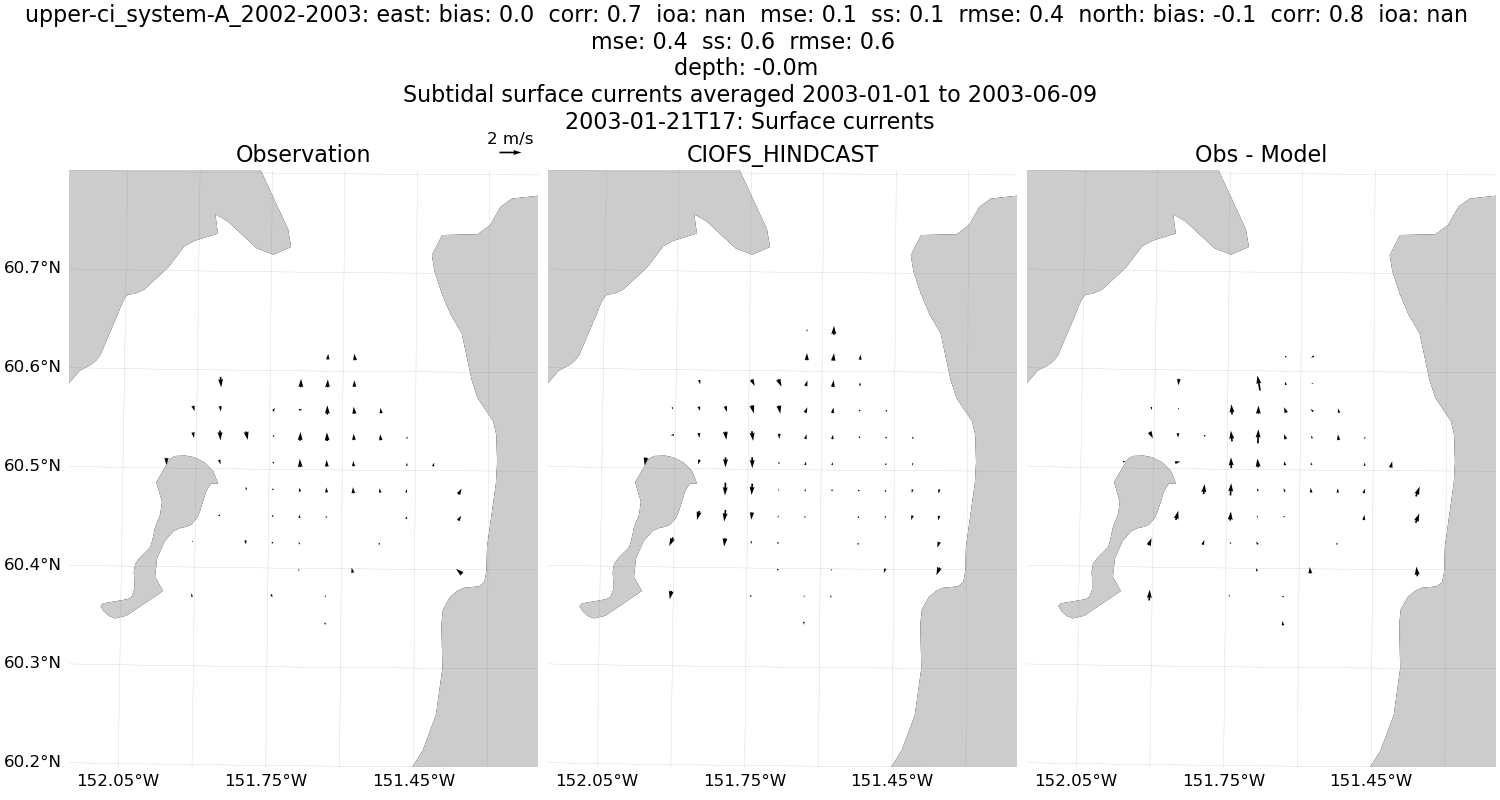 upper-ci_system-A_2002-2003: east: bias: 0.0  corr: 0.7  ioa: nan  mse: 0.1  ss: 0.1  rmse: 0.4  north: bias: -0.1  corr: 0.8  ioa: nan
mse: 0.4  ss: 0.6  rmse: 0.6
depth: -0.0m
Subtidal surface currents averaged 2003-01-01 to 2003-06-09
2003-01-21T17: Surface currents
2 m/s
Observation
CIOFS_HINDCAST
Obs - Model
60.7°N
60.6°N
60.5°N
60.4°N
60.3°N
60.2°N
152.05°W
151.75°W
151.45°W
152.05°W
151.75°W
151.45°W
152.05°W
151.75°W
151.45°W